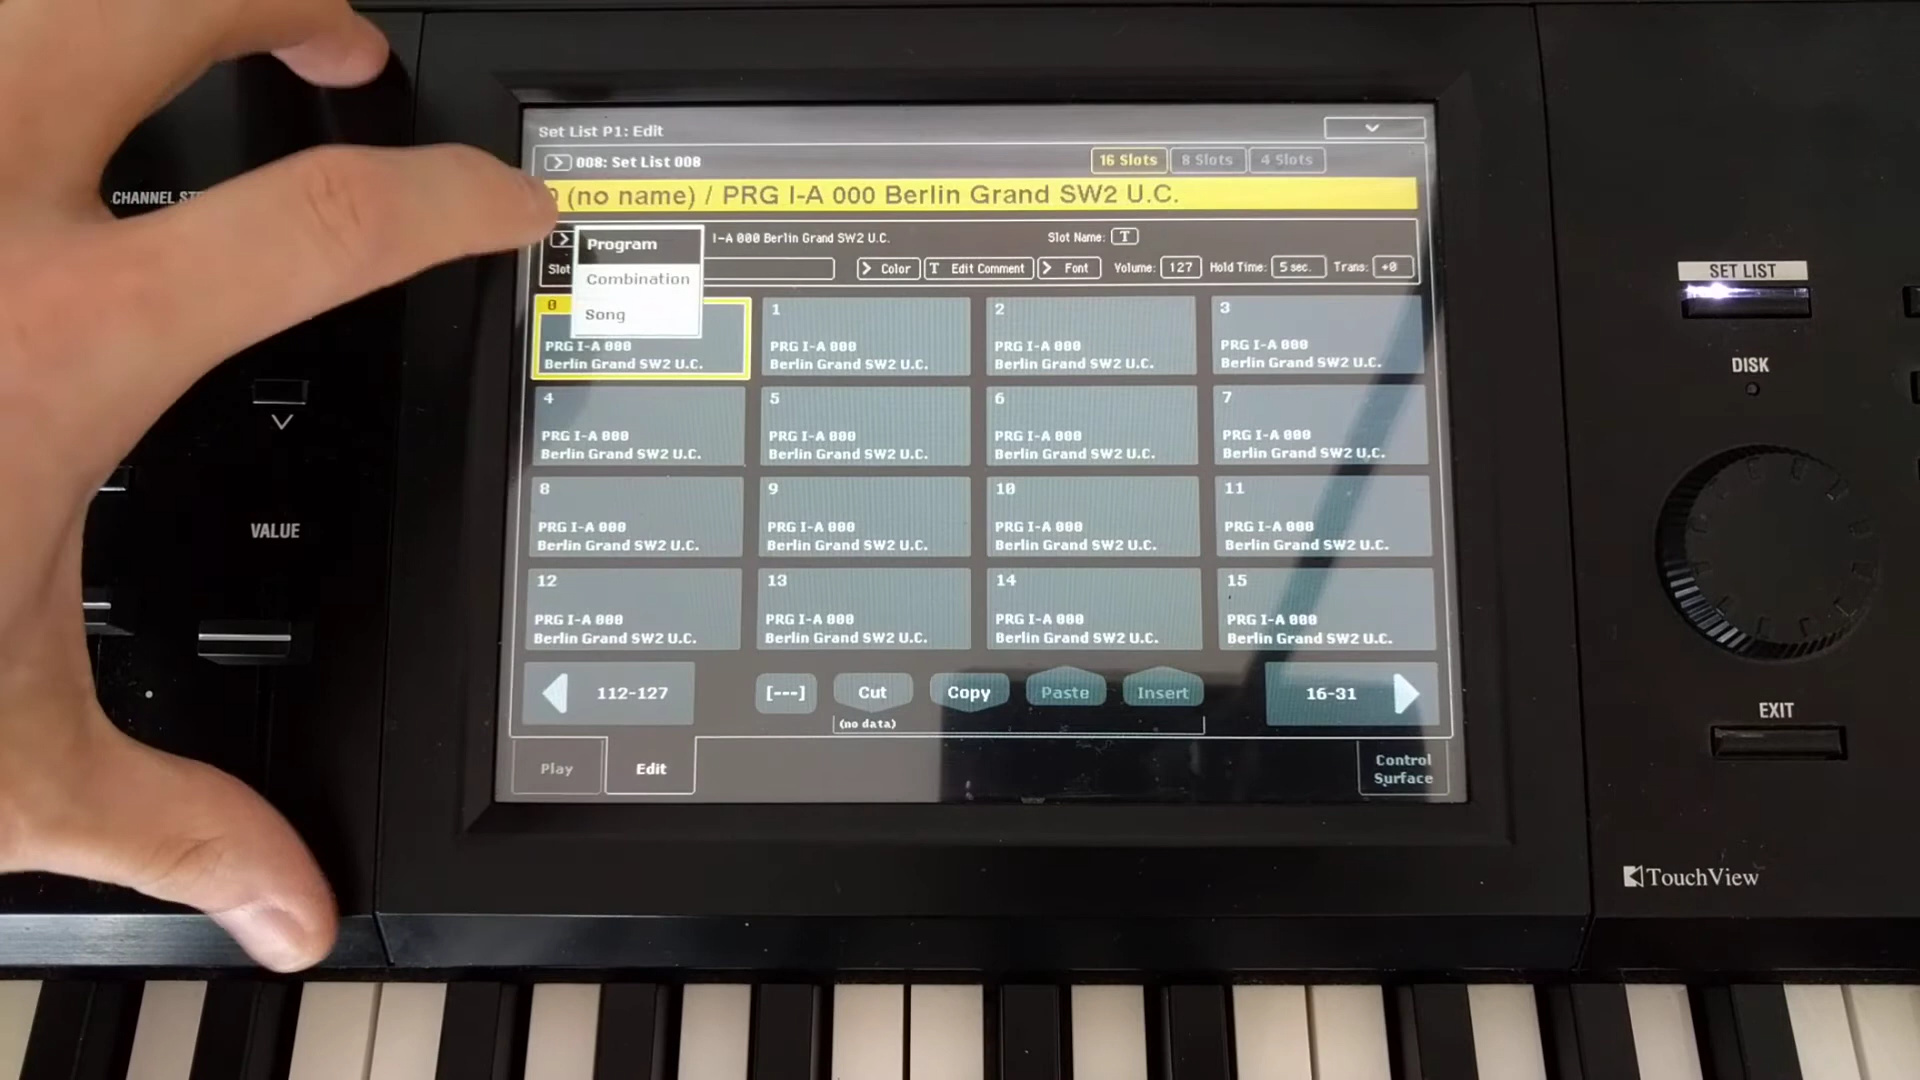 Set List P1: Edit
008: Set List 008
16 Slots
8 Slots
4 Slots
(no name) / PRG I-A 000 Berlin Grand SW2 U.C.
Program
Combination
Song
I-A 000 Berlin Grand SW2 U.C.
Slot Name: T
Slot
Color
T Edit Comment
Font
Volume: 127
Hold Time: 5 sec.
Trans: +0
0
PRG I-A 000
Berlin Grand SW2 U.C.
1
PRG I-A 000
Berlin Grand SW2 U.C.
2
PRG I-A 000
Berlin Grand SW2 U.C.
3
PRG I-A 000
Berlin Grand SW2 U.C.
4
PRG I-A 000
Berlin Grand SW2 U.C.
5
PRG I-A 000
Berlin Grand SW2 U.C.
6
PRG I-A 000
Berlin Grand SW2 U.C.
7
PRG I-A 000
Berlin Grand SW2 U.C.
8
PRG I-A 000
Berlin Grand SW2 U.C.
9
PRG I-A 000
Berlin Grand SW2 U.C.
10
PRG I-A 000
Berlin Grand SW2 U.C.
11
PRG I-A 000
Berlin Grand SW2 U.C.
12
PRG I-A 000
Berlin Grand SW2 U.C.
13
PRG I-A 000
Berlin Grand SW2 U.C.
14
PRG I-A 000
Berlin Grand SW2 U.C.
15
PRG I-A 000
Berlin Grand SW2 U.C.
112-127
[---]
Cut
Copy
Paste
Insert
(no data)
16-31
Play
Edit
Control
Surface
CHANNEL
VALUE
SET LIST
DISK
EXIT
TouchView